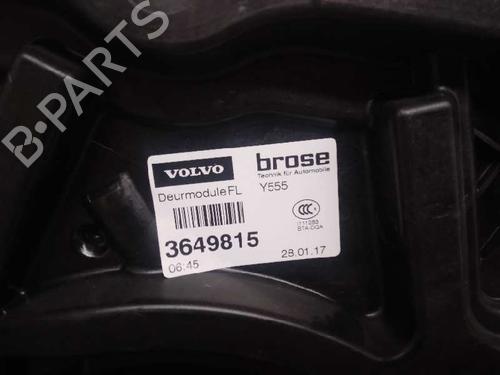 B-PARTS
VOLVO
brose
Technik für Automobile
Deurmodule FL
Y555
3649815
06:45
28.01.17